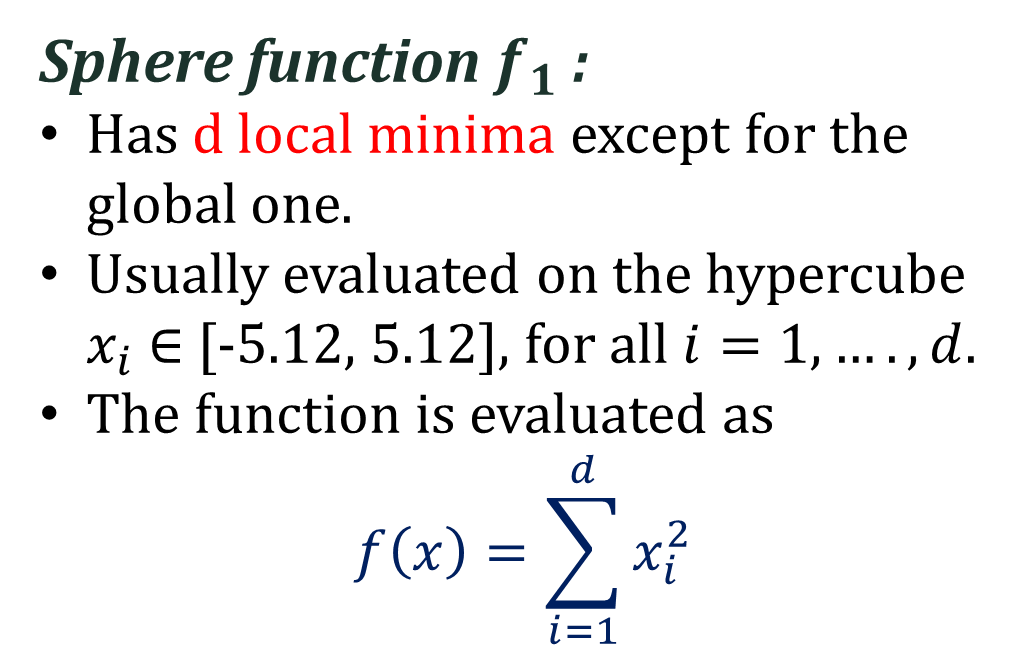 Sphere function f₁ :
• Has d local minima except for the
global one.
• Usually evaluated on the hypercube
xᵢ ∈ [-5.12, 5.12], for all i = 1, … . , d.
• The function is evaluated as
d
f(x) = ∑ xᵢ²
i=1